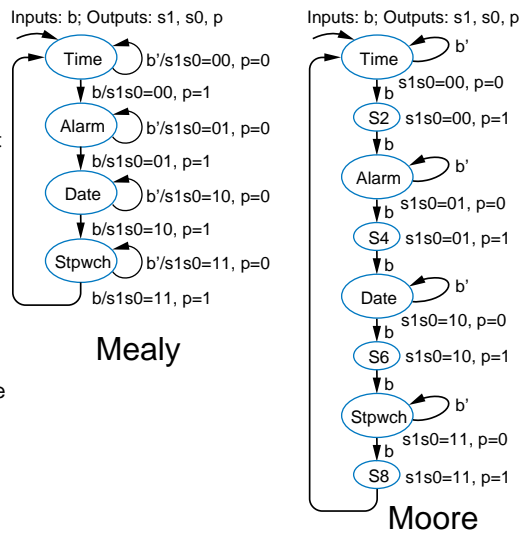 Inputs: b; Outputs: s1, s0, p
Time
b'/s1s0=00, p=0
b/s1s0=00, p=1
Alarm
b'/s1s0=01, p=0
b/s1s0=01, p=1
Date
b'/s1s0=10, p=0
b/s1s0=10, p=1
Stpwch
b'/s1s0=11, p=0
b/s1s0=11, p=1
Mealy
t
e
Inputs: b; Outputs: s1, s0, p
Time
b'
s1s0=00, p=0
b
S2
s1s0=00, p=1
b
Alarm
b'
s1s0=01, p=0
b
S4
s1s0=01, p=1
b
Date
b'
s1s0=10, p=0
b
S6
s1s0=10, p=1
b
Stpwch
b'
s1s0=11, p=0
b
S8
s1s0=11, p=1
Moore